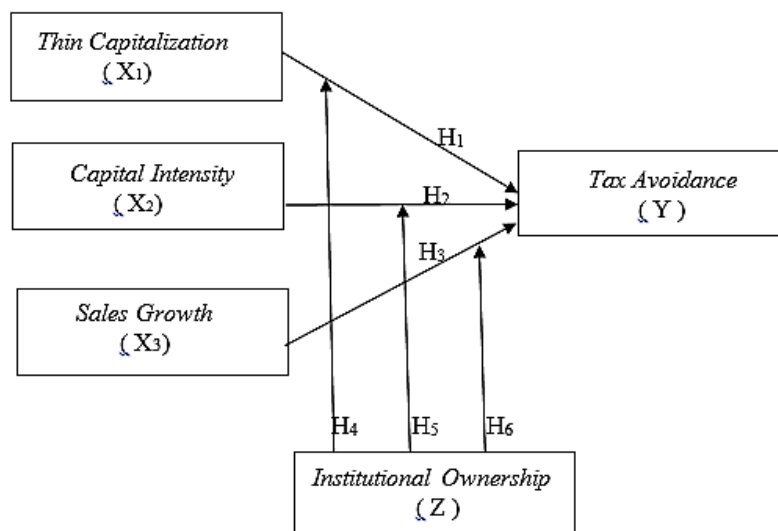 Thin Capitalization
( X1)
H1
Capital Intensity
( X2)
H2
Tax Avoidance
( Y )
H3
Sales Growth
( X3)
H4
H5
H6
Institutional Ownership
( Z )